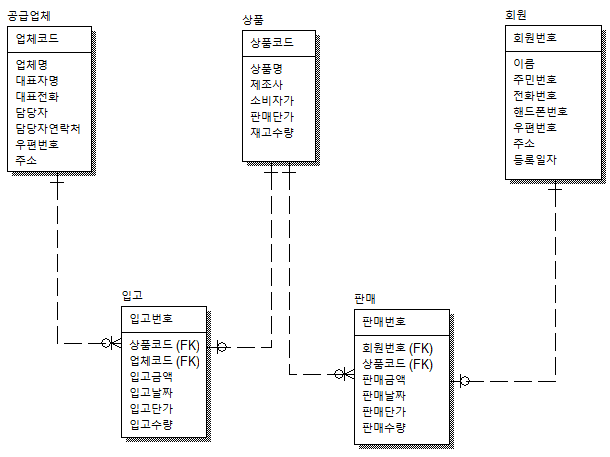 공급업체
업체코드
업체명
대표자명
대표전화
담당자
담당자연락처
우편번호
주소
상품
상품코드
상품명
제조사
소비자가
판매단가
재고수량
회원
회원번호
이름
주민번호
전화번호
핸드폰번호
우편번호
주소
등록일자
입고
입고번호
상품코드 (FK)
업체코드 (FK)
입고금액
입고날짜
입고단가
입고수량
판매
판매번호
회원번호 (FK)
상품코드 (FK)
판매금액
판매날짜
판매단가
판매수량